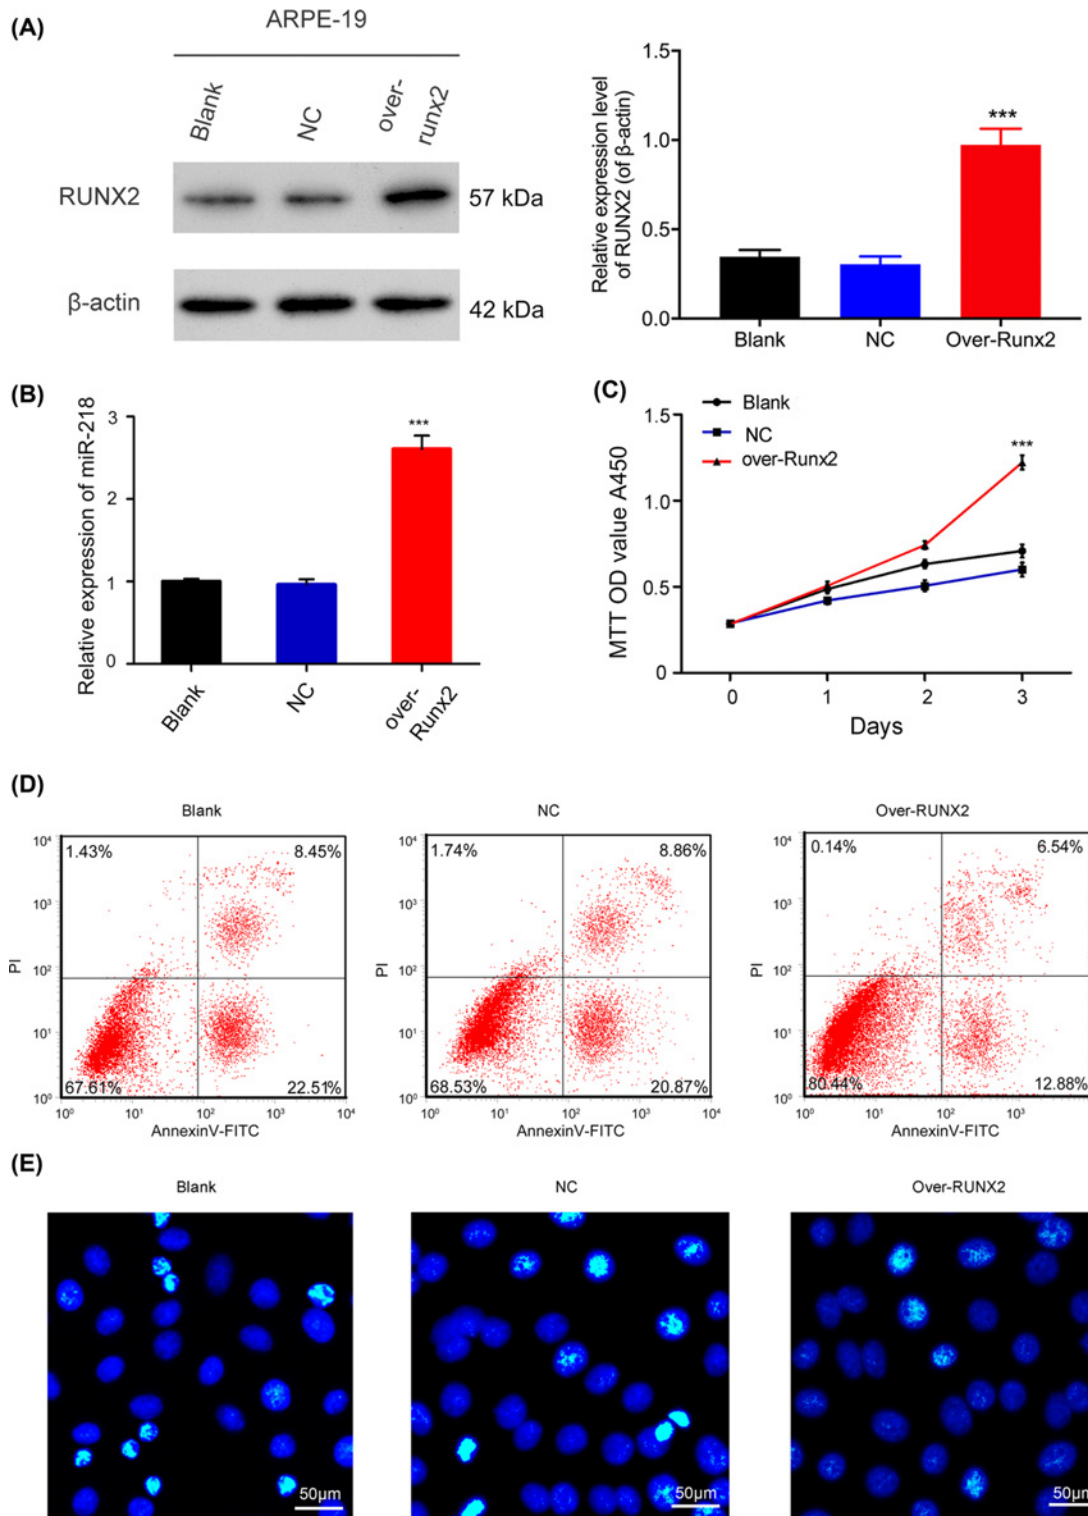 (A)
ARPE-19
Blank
NC
over-
runx2
RUNX2
57 kDa
β-actin
42 kDa
Relative expression level
of RUNX2 (of β-actin)
1.5
1.0
0.5
0.0
***
Blank
NC
Over-Runx2
(B)
Relative expression of miR-218
3
2
1
0
***
Blank
NC
over-
Runx2
(C)
Blank
NC
over-Runx2
MTT OD value A450
1.5
1.0
0.5
0
***
0
1
2
3
Days
(D)
Blank
NC
Over-RUNX2
PI
10⁴
10³
10²
10¹
10⁰
1.43%
8.45%
67.61%
22.51%
10⁰
10¹
10²
10³
10⁴
AnnexinV-FITC
PI
10⁴
10³
10²
10¹
10⁰
1.74%
8.86%
68.53%
20.87%
10⁰
10¹
10²
10³
10⁴
AnnexinV-FITC
PI
10⁴
10³
10²
10¹
10⁰
0.14%
6.54%
80.44%
12.88%
10⁰
10¹
10²
10³
AnnexinV-FITC
(E)
Blank
NC
Over-RUNX2
50μm
50μm
50μm